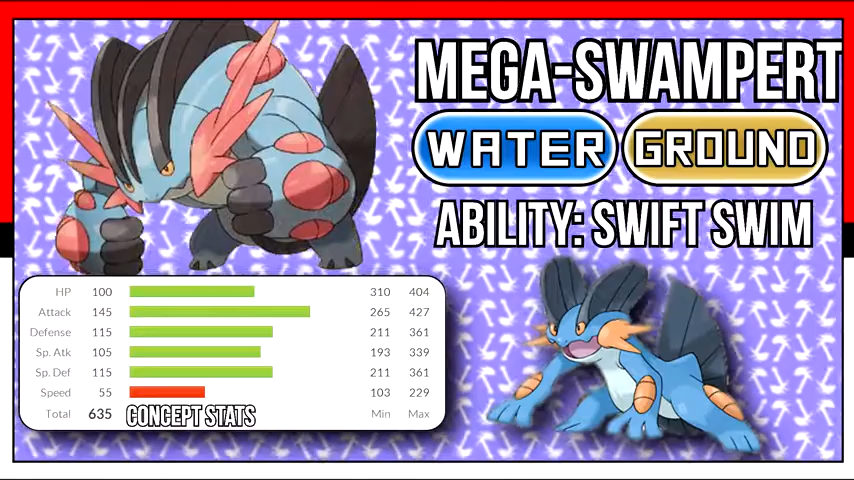 MEGA-SWAMPERT
WATER GROUND
ABILITY: SWIFT SWIM
HP 100 310 404
Attack 145 265 427
Defense 115 211 361
Sp. Atk 105 193 339
Sp. Def 115 211 361
Speed 55 103 229
Total 635 CONCEPT STATS Min Max